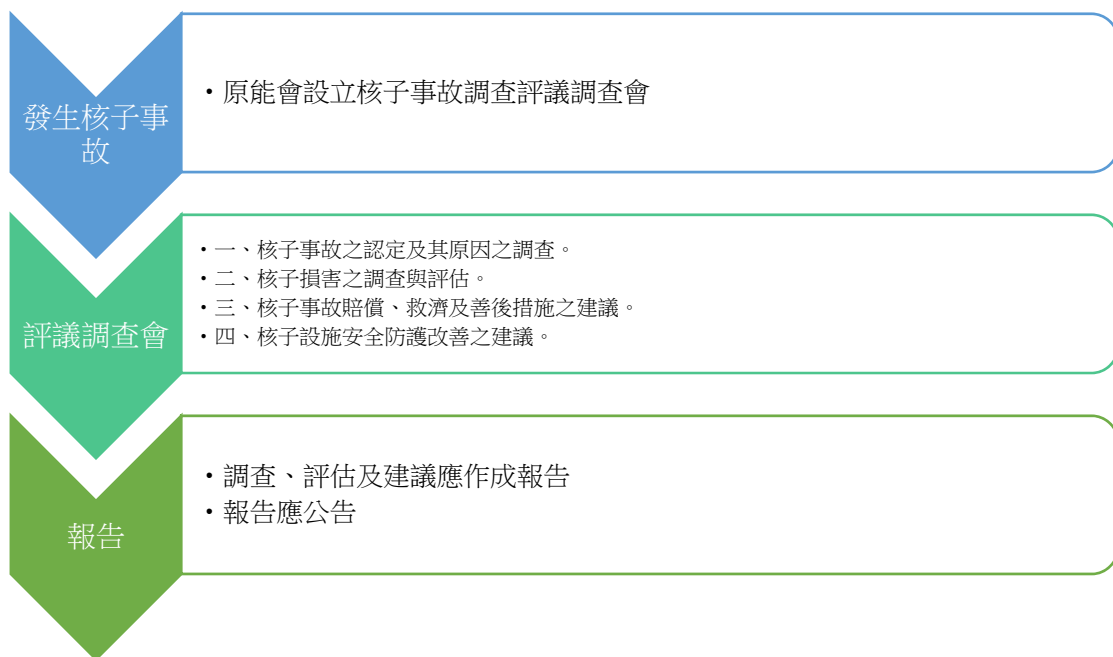 發生核子事
故
・原能會設立核子事故調查評議調查會
評議調查會
・一、核子事故之認定及其原因之調查。
・二、核子損害之調查與評估。
・三、核子事故賠償、救濟及善後措施之建議。
・四、核子設施安全防護改善之建議。
報告
・調查、評估及建議應作成報告
・報告應公告